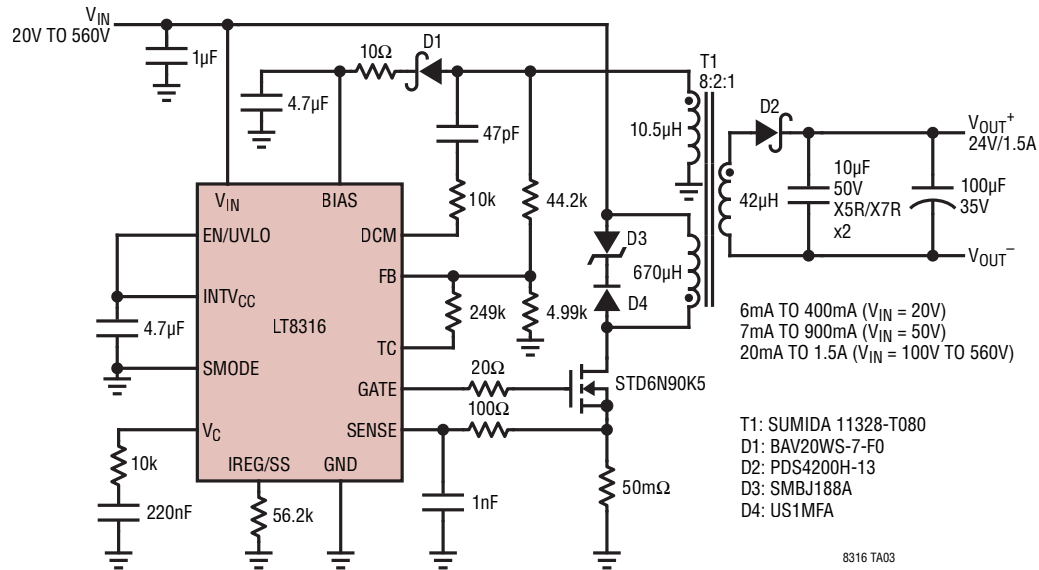 VIN
20V TO 560V
1µF
4.7µF
10Ω
D1
47pF
10k
44.2k
T1
8:2:1
10.5µH
D2
VOUT+
24V/1.5A
42µH
10µF
50V
X5R/X7R
x2
100µF
35V
VOUT–
VIN
BIAS
EN/UVLO
DCM
INTVCC
FB
LT8316
SMODE
TC
GATE
VC
SENSE
IREG/SS
GND
4.7µF
249k
4.99k
D3
670µH
D4
20Ω
STD6N90K5
100Ω
10k
220nF
56.2k
1nF
50mΩ
6mA TO 400mA (VIN = 20V)
7mA TO 900mA (VIN = 50V)
20mA TO 1.5A (VIN = 100V TO 560V)
T1: SUMIDA 11328-T080
D1: BAV20WS-7-F0
D2: PDS4200H-13
D3: SMBJ188A
D4: US1MFA
8316 TA03